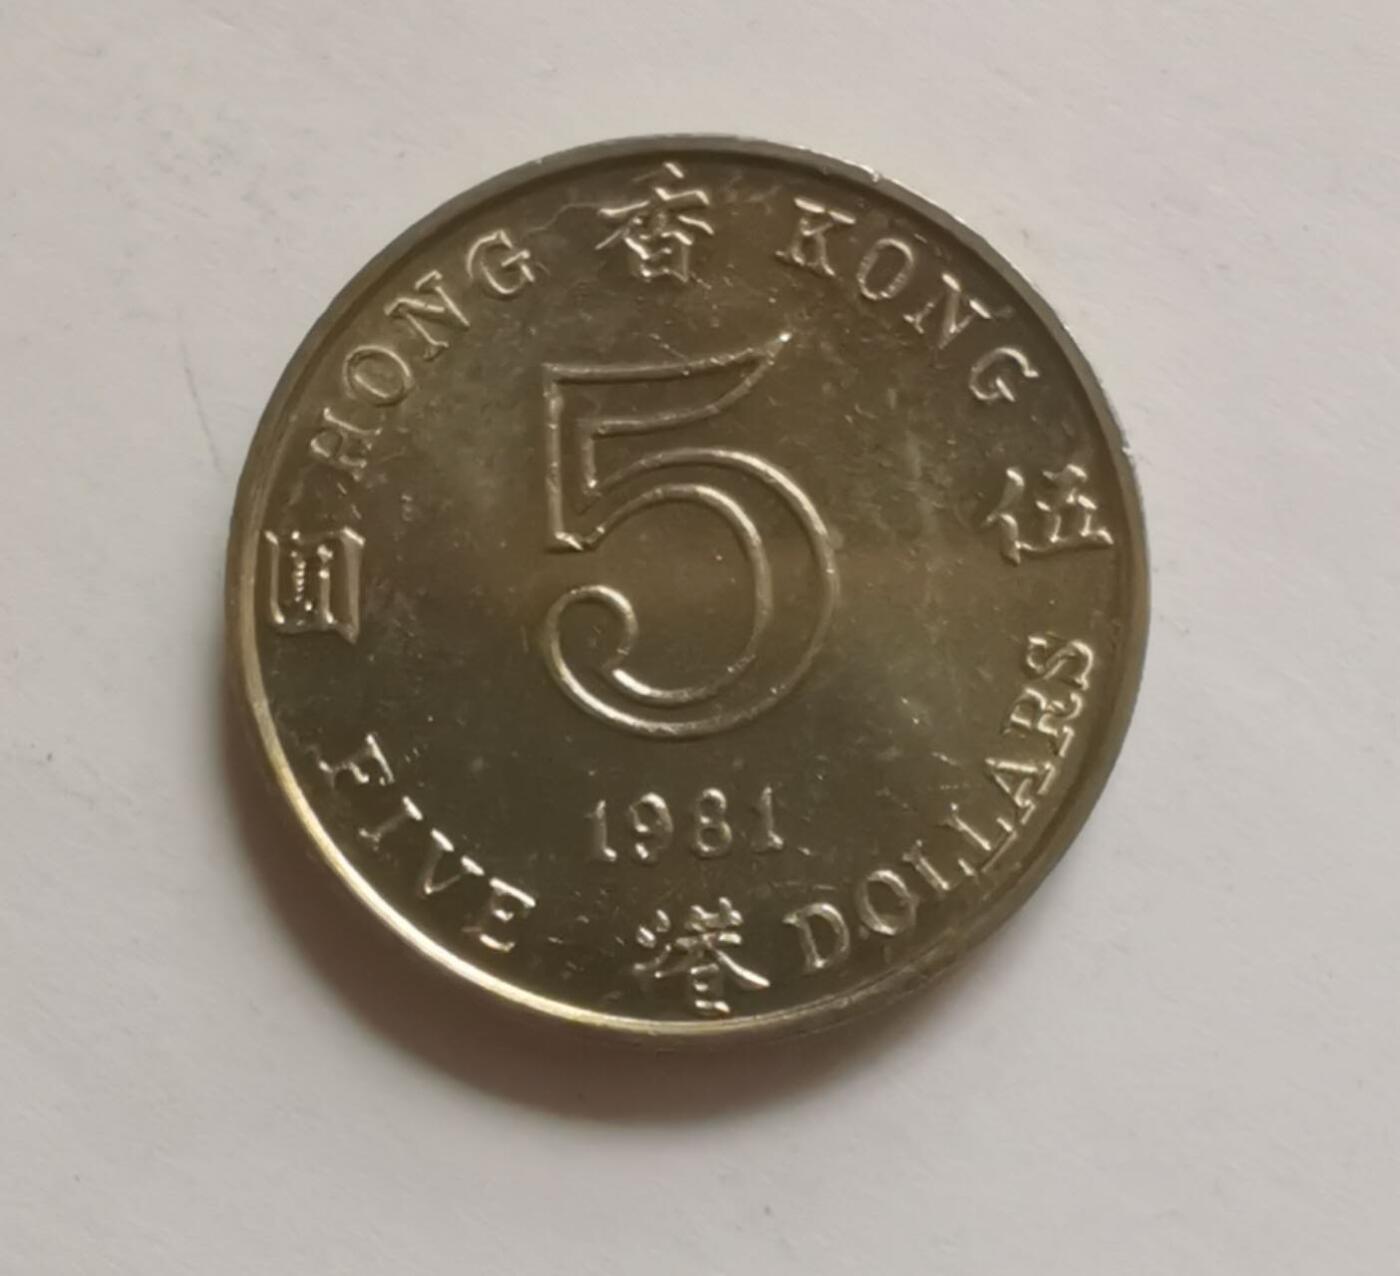 HONG KONG
香港
伍圓
5
1981
FIVE DOLLARS